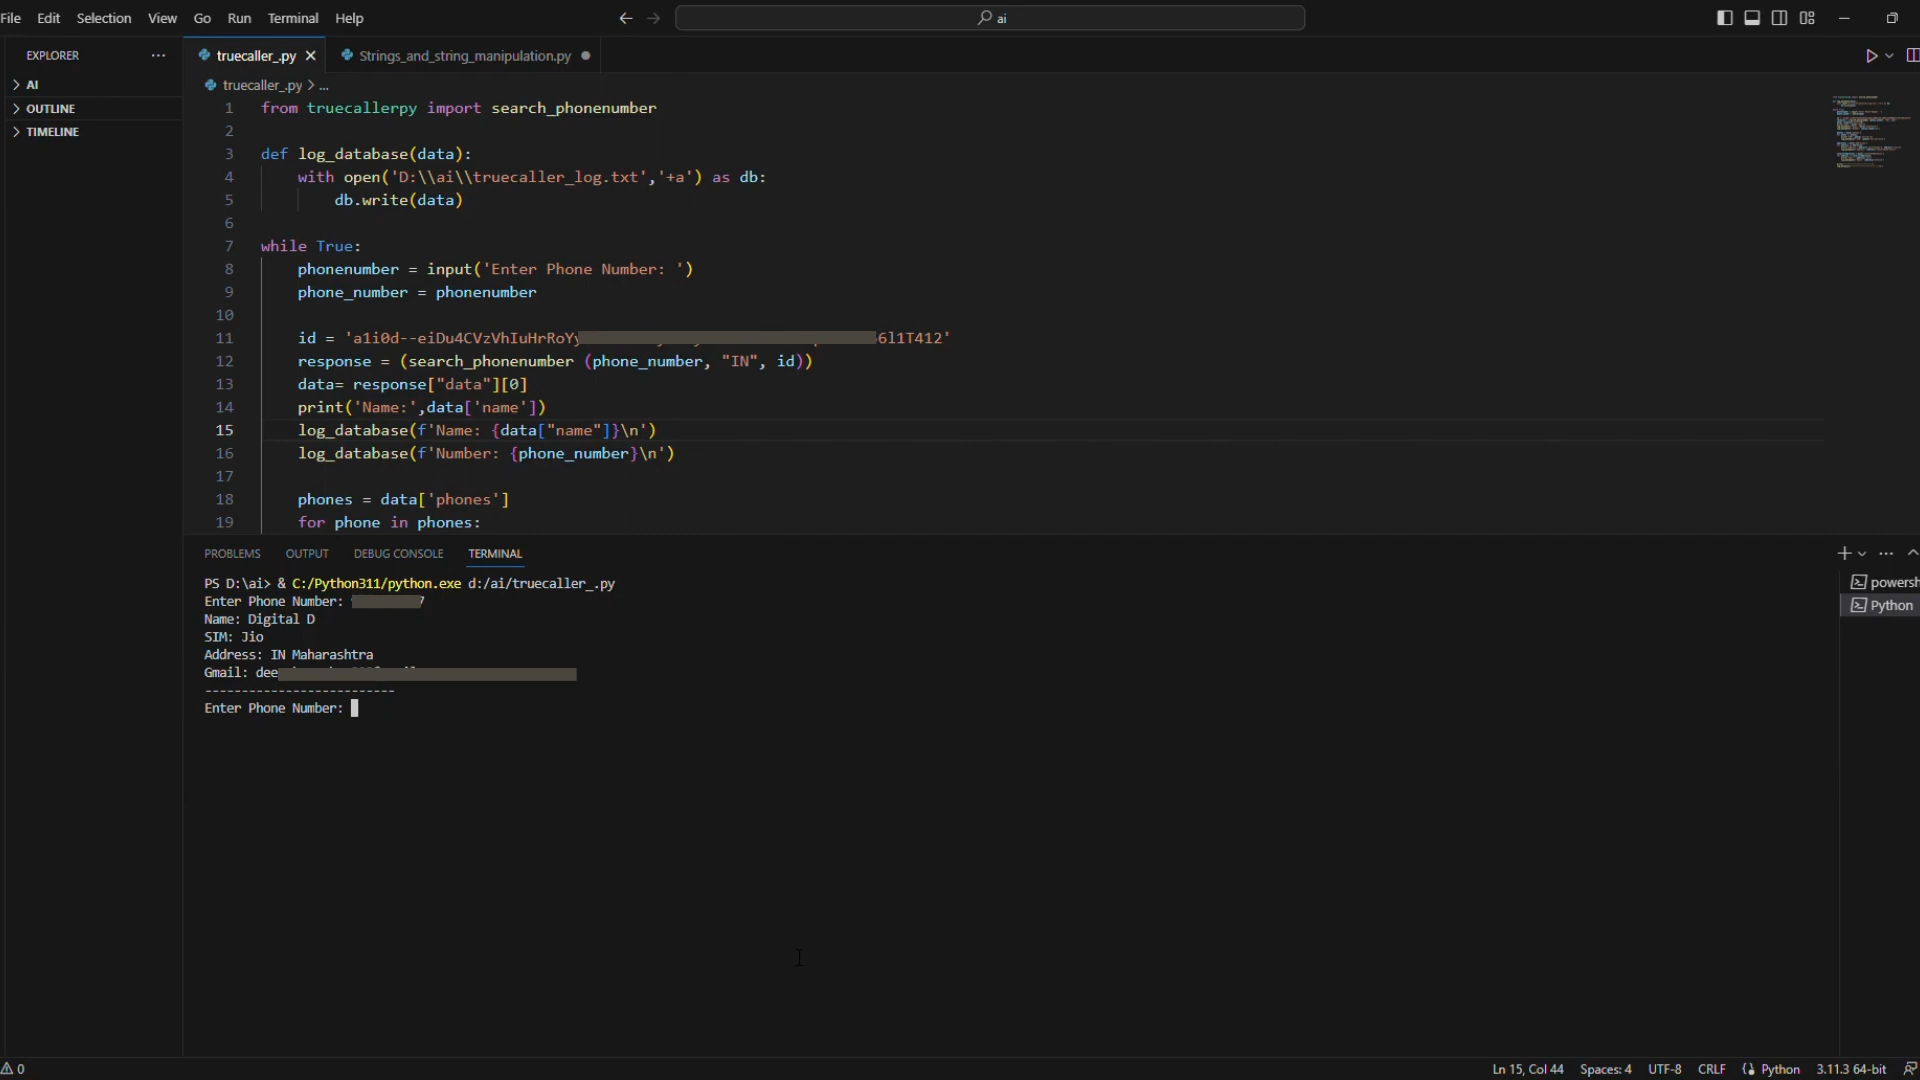 File Edit Selection View Go Run Terminal Help
ai
EXPLORER ...
truecaller_.py
Strings_and_string_manipulation.py
AI
truecaller_.py > ...
OUTLINE
TIMELINE
1 from truecallerpy import search_phonenumber
2
3 def log_database(data):
4 with open('D:\\ai\\truecaller_log.txt','+a') as db:
5 db.write(data)
6
7 while True:
8 phonenumber = input('Enter Phone Number: ')
9 phone_number = phonenumber
10
11 id = 'a1i0d--eiDu4CVzVhIuHrRoYy 6l1T412'
12 response = (search_phonenumber (phone_number, "IN", id))
13 data= response["data"][0]
14 print('Name:',data['name'])
15 log_database(f'Name: {data["name"]}\n')
16 log_database(f'Number: {phone_number}\n')
17
18 phones = data['phones']
19 for phone in phones:
PROBLEMS OUTPUT DEBUG CONSOLE TERMINAL
PS D:\ai> & C:/Python311/python.exe d:/ai/truecaller_.py
Enter Phone Number: 7
Name: Digital D
SIM: Jio
Address: IN Maharashtra
Gmail: dee
--------------------------
Enter Phone Number:
powersh
Python
0
Ln 15, Col 44 Spaces: 4 UTF-8 CRLF Python 3.11.3 64-bit